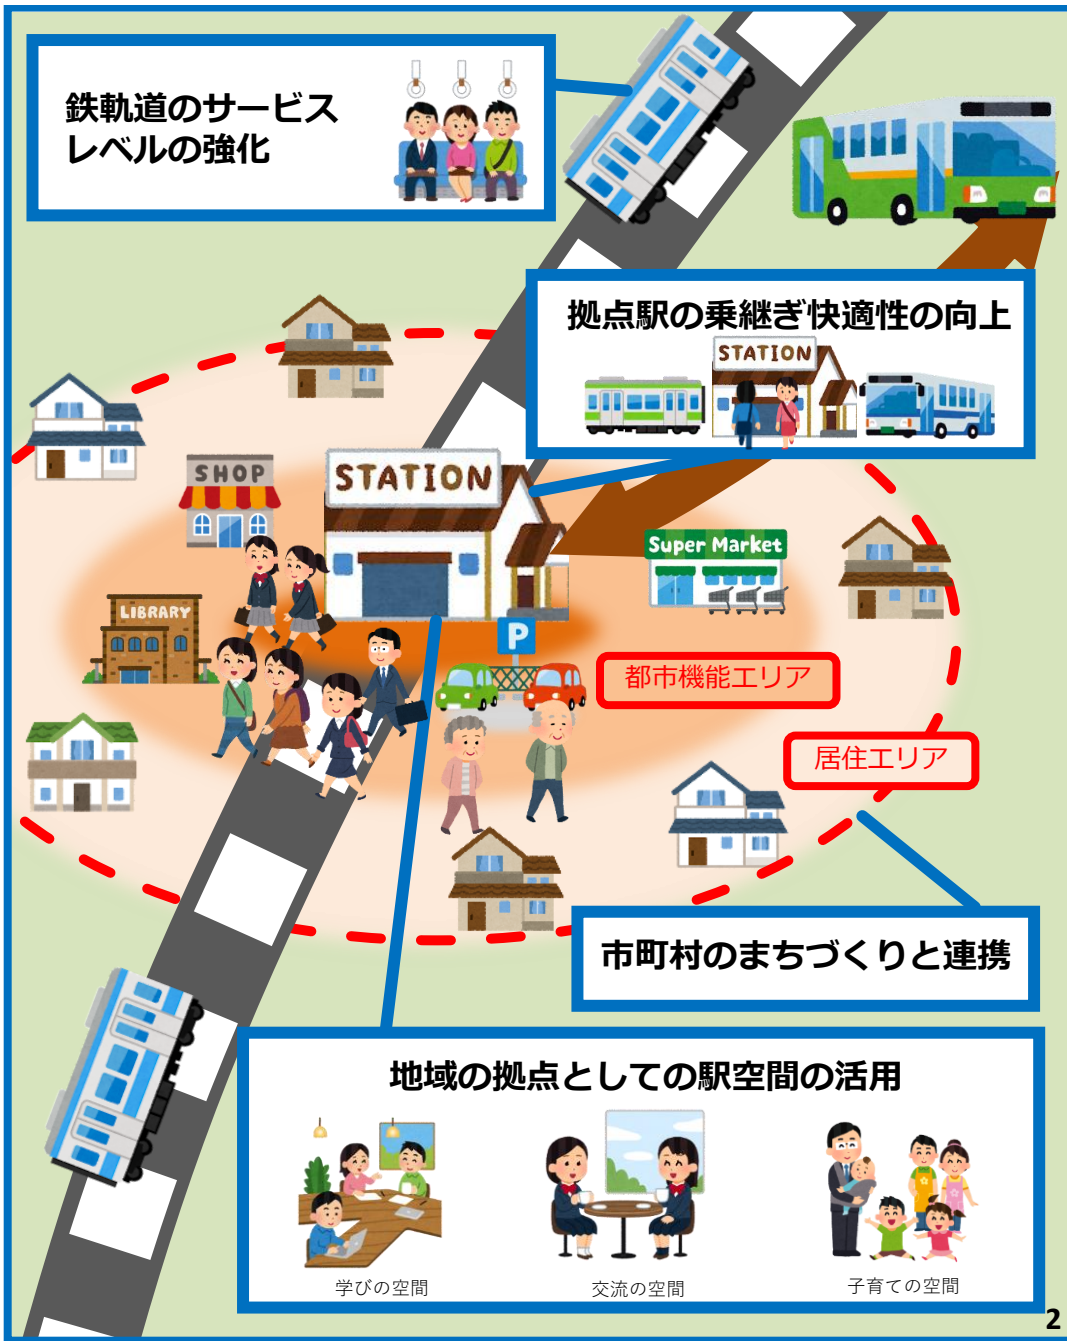 鉄軌道のサービス
レベルの強化
拠点駅の乗継ぎ快適性の向上
STATION
SHOP
STATION
Super Market
LIBRARY
P
都市機能エリア
居住エリア
市町村のまちづくりと連携
地域の拠点としての駅空間の活用
学びの空間
交流の空間
子育ての空間
2